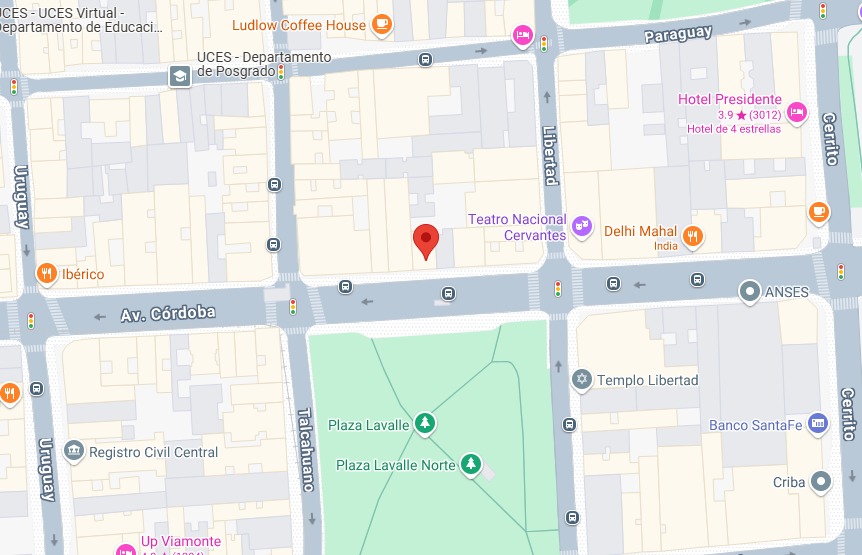 UCES - UCES Virtual -
Departamento de Educaci...
Ludlow Coffee House
Paraguay
UCES - Departamento
de Posgrado
Hotel Presidente
3.9 ★ (3012)
Hotel de 4 estrellas
Cerrito
Libertad
Uruguay
Teatro Nacional
Cervantes
Delhi Mahal
India
Ibérico
ANSES
Av. Córdoba
Templo Libertad
Plaza Lavalle
Banco SantaFe
Cerrito
Talcahuano
Registro Civil Central
Plaza Lavalle Norte
Uruguay
Criba
Up Viamonte